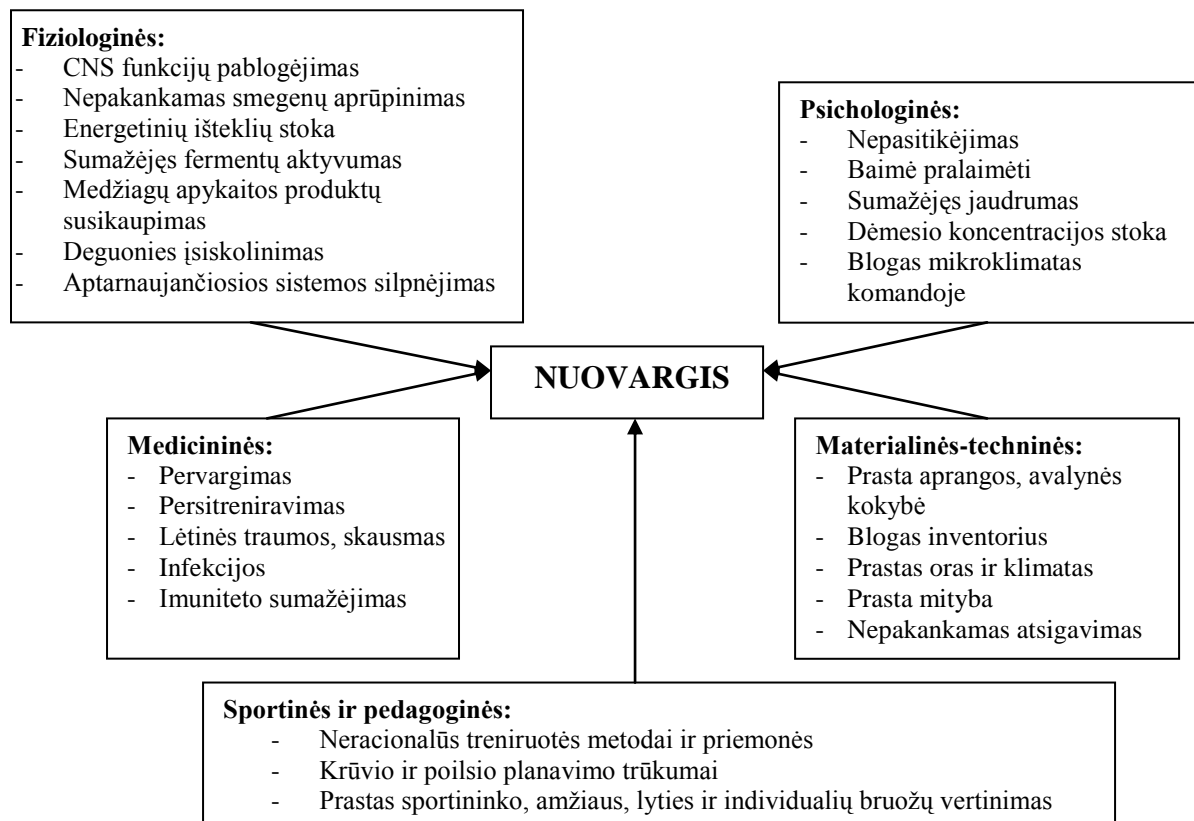 Fiziologinės:
- CNS funkcijų pablogėjimas
- Nepakankamas smegenų aprūpinimas
- Energetinių išteklių stoka
- Sumažėjęs fermentų aktyvumas
- Medžiagų apykaitos produktų
susikaupimas
- Deguonies įsiskolinimas
- Aptarnaujančiosios sistemos silpnėjimas
Psichologinės:
- Nepasitikėjimas
- Baimė pralaimėti
- Sumažėjęs jaudrumas
- Dėmesio koncentracijos stoka
- Blogas mikroklimatas
komandoje
NUOVARGIS
Medicininės:
- Pervargimas
- Persitreniravimas
- Lėtinės traumos, skausmas
- Infekcijos
- Imuniteto sumažėjimas
Materialinės-techninės:
- Prasta aprangos, avalynės
kokybė
- Blogas inventorius
- Prastas oras ir klimatas
- Prasta mityba
- Nepakankamas atsigavimas
Sportinės ir pedagoginės:
- Neracionalūs treniruotės metodai ir priemonės
- Krūvio ir poilsio planavimo trūkumai
- Prastas sportininko, amžiaus, lyties ir individualių bruožų vertinimas